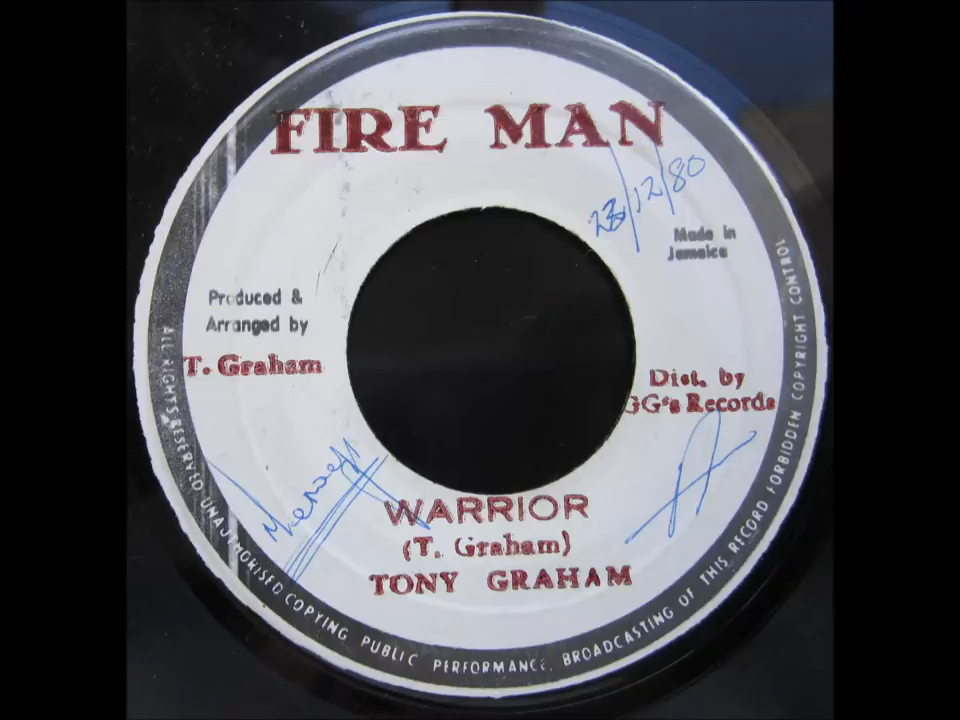 FIRE MAN
23/12/80
Made in
Jamaica
Produced &
Arranged by
T. Graham
Dist. by
GG's Records
WARRIOR
(T. Graham)
TONY GRAHAM
ALL RIGHTS RESERVED UNAUTHORISED COPYING PUBLIC PERFORMANCE. BROADCASTING OF THIS RECORD FORBIDDEN COPYRIGHT CONTROL